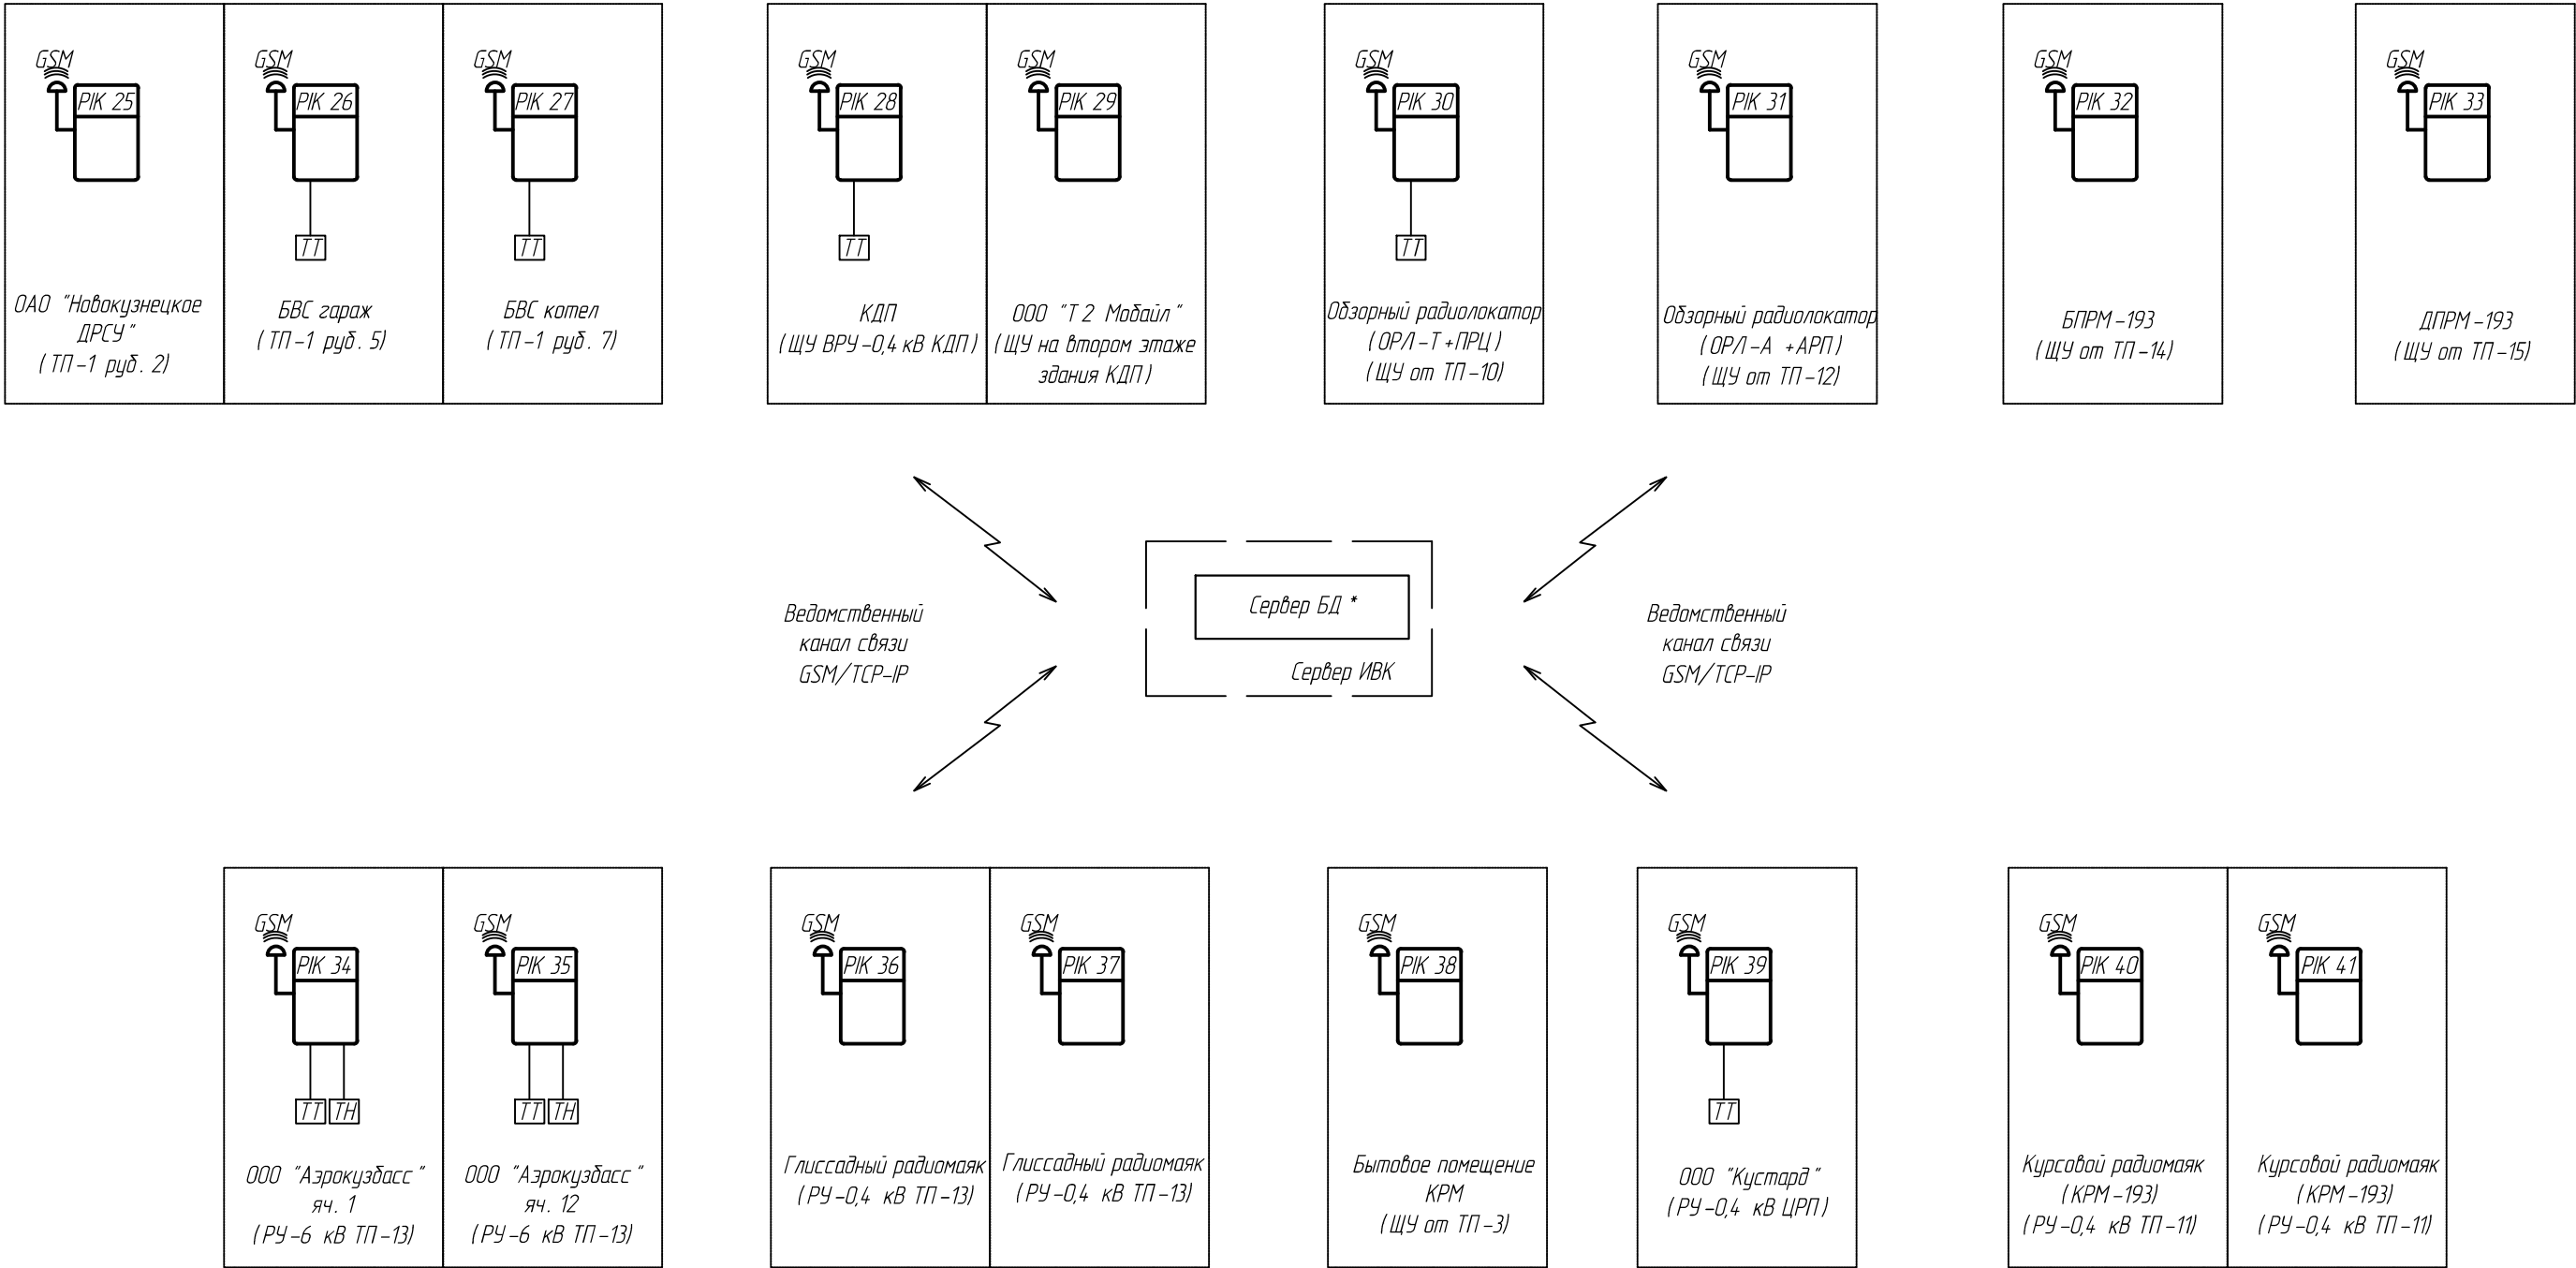 GSM
PIK 25
ОАО "Новокузнецкое
ДРСУ"
(ТП-1 руб. 2)
GSM
PIK 26
ТТ
БВС гараж
(ТП-1 руб. 5)
GSM
PIK 27
ТТ
БВС котел
(ТП-1 руб. 7)
GSM
PIK 28
ТТ
КДП
(ЩУ ВРУ-0,4 кВ КДП)
GSM
PIK 29
ООО "Т 2 Мобайл"
(ЩУ на втором этаже
здания КДП)
GSM
PIK 30
ТТ
Обзорный радиолокатор
(ОРЛ-Т+ПРЦ)
(ЩУ от ТП-10)
GSM
PIK 31
Обзорный радиолокатор
(ОРЛ-А +АРП)
(ЩУ от ТП-12)
GSM
PIK 32
БПРМ-193
(ЩУ от ТП-14)
GSM
PIK 33
ДПРМ-193
(ЩУ от ТП-15)
Ведомственный
канал связи
GSM/TCP-IP
Сервер БД *
Сервер ИВК
Ведомственный
канал связи
GSM/TCP-IP
GSM
PIK 34
ТТ ТН
ООО "Аэрокузбасс"
яч. 1
(РУ-6 кВ ТП-13)
GSM
PIK 35
ТТ ТН
ООО "Аэрокузбасс"
яч. 12
(РУ-6 кВ ТП-13)
GSM
PIK 36
Глиссадный радиомаяк
(РУ-0,4 кВ ТП-13)
GSM
PIK 37
Глиссадный радиомаяк
(РУ-0,4 кВ ТП-13)
GSM
PIK 38
Бытовое помещение
КРМ
(ЩУ от ТП-3)
GSM
PIK 39
ТТ
ООО "Кустард"
(РУ-0,4 кВ ЦРП)
GSM
PIK 40
Курсовой радиомаяк
(КРМ-193)
(РУ-0,4 кВ ТП-11)
GSM
PIK 41
Курсовой радиомаяк
(КРМ-193)
(РУ-0,4 кВ ТП-11)